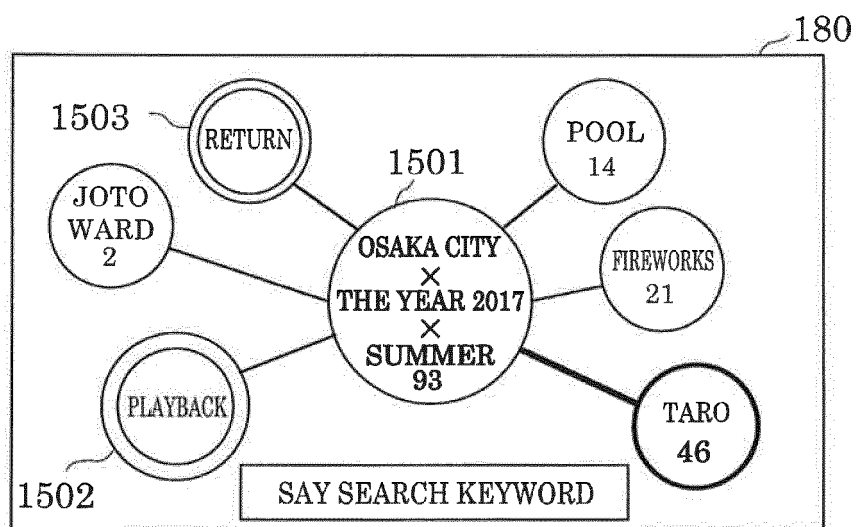 180
1503
RETURN
POOL
14
1501
JOTO
WARD
2
OSAKA CITY
×
THE YEAR 2017
×
SUMMER
93
FIREWORKS
21
PLAYBACK
1502
TARO
46
SAY SEARCH KEYWORD